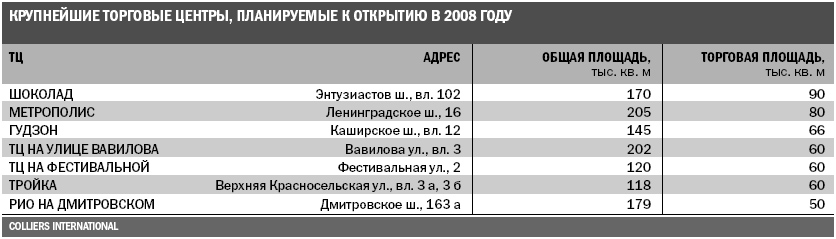 КРУПНЕЙШИЕ ТОРГОВЫЕ ЦЕНТРЫ, ПЛАНИРУЕМЫЕ К ОТКРЫТИЮ В 2008 ГОДУ
ТЦ АДРЕС ОБЩАЯ ПЛОЩАДЬ, ТОРГОВАЯ ПЛОЩАДЬ,
тыс. кв. м тыс. кв. м
ШОКОЛАД Энтузиастов ш., вл. 102 170 90
МЕТРОПОЛИС Ленинградское ш., 16 205 80
ГУДЗОН Каширское ш., вл. 12 145 66
ТЦ НА УЛИЦЕ ВАВИЛОВА Вавилова ул., вл. 3 202 60
ТЦ НА ФЕСТИВАЛЬНОЙ Фестивальная ул., 2 120 60
ТРОЙКА Верхняя Красносельская ул., вл. 3 а, 3 б 118 60
РИО НА ДМИТРОВСКОМ Дмитровское ш., 163 а 179 50
COLLIERS INTERNATIONAL